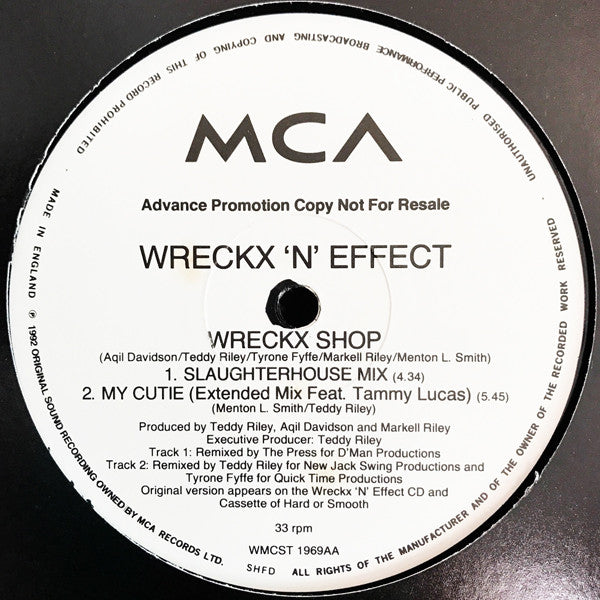 MCA
Advance Promotion Copy Not For Resale
WRECKX 'N' EFFECT
WRECKX SHOP
(Aqil Davidson/Teddy Riley/Tyrone Fyffe/Markell Riley/Menton L. Smith)
1. SLAUGHTERHOUSE MIX (4.34)
2. MY CUTIE (Extended Mix Feat. Tammy Lucas) (5.45)
(Menton L. Smith/Teddy Riley)
Produced by Teddy Riley, Aqil Davidson and Markell Riley
Executive Producer: Teddy Riley
Track 1: Remixed by The Press for D'Man Productions
Track 2: Remixed by Teddy Riley for New Jack Swing Productions and
Tyrone Fyffe for Quick Time Productions
Original version appears on the Wreckx 'N' Effect CD and
Cassette of Hard or Smooth
33 rpm
WMCST 1969AA
SHFD
MADE IN ENGLAND ℗ 1992 ORIGINAL SOUND RECORDING OWNED BY MCA RECORDS LTD.
ALL RIGHTS OF THE MANUFACTURER AND OF THE OWNER OF THE RECORDED WORK RESERVED
UNAUTHORISED PUBLIC PERFORMANCE BROADCASTING AND COPYING OF THIS RECORD PROHIBITED